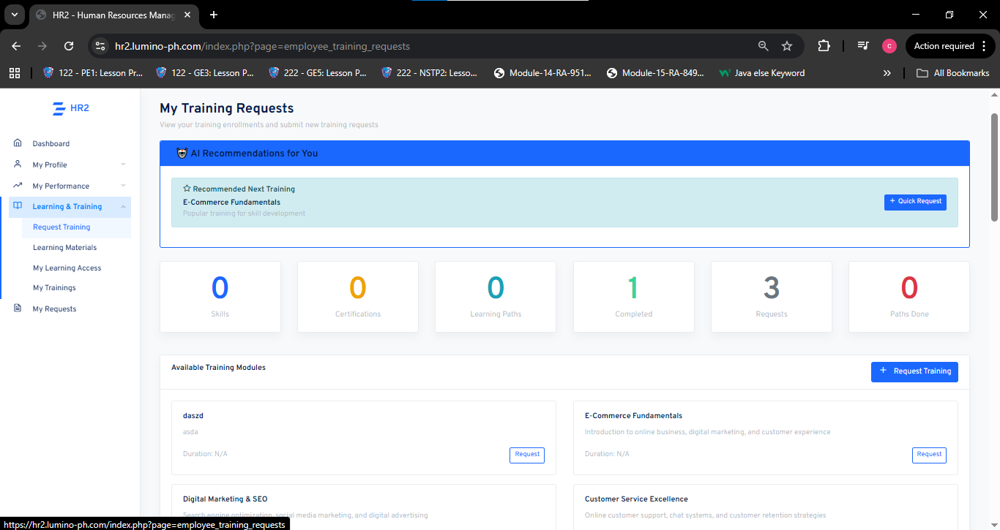 HR2 - Human Resources Manag
hr2.lumino-ph.com/index.php?page=employee_training_requests
C
Action required
122 - PE1: Lesson Pr...
122 - GE3: Lesson P...
222 - GE5: Lesson P...
222 - NSTP2: Lesso...
Module-14-RA-951...
Module-15-RA-849...
Java else Keyword
All Bookmarks
HR2
Dashboard
My Profile
My Performance
Learning & Training
Request Training
Learning Materials
My Learning Access
My Trainings
My Requests
My Training Requests
View your training enrollments and submit new training requests
AI Recommendations for You
Recommended Next Training
E-Commerce Fundamentals
Popular training for skill development
+ Quick Request
0
Skills
0
Certifications
0
Learning Paths
1
Completed
3
Requests
0
Paths Done
Available Training Modules
+ Request Training
daszd
asda
Duration: N/A
Request
E-Commerce Fundamentals
Introduction to online business, digital marketing, and customer experience
Duration: N/A
Request
Digital Marketing & SEO
Search engine optimization, social media marketing, and digital advertising
Customer Service Excellence
Online customer support, chat systems, and customer retention strategies
https://hr2.lumino-ph.com/index.php?page=employee_training_requests